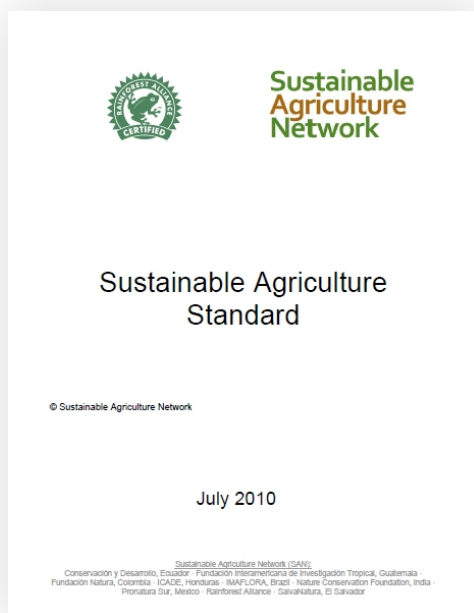 RAINFOREST ALLIANCE
CERTIFIED
Sustainable
Agriculture
Network
Sustainable Agriculture
Standard
© Sustainable Agriculture Network
July 2010
Sustainable Agriculture Network (SAN):
Conservación y Desarrollo, Ecuador · Fundación Interamericana de Investigación Tropical, Guatemala ·
Fundación Natura, Colombia · ICADE, Honduras · IMAFLORA, Brazil · Nature Conservation Foundation, India ·
Pronatura Sur, Mexico · Rainforest Alliance · SalvaNatura, El Salvador